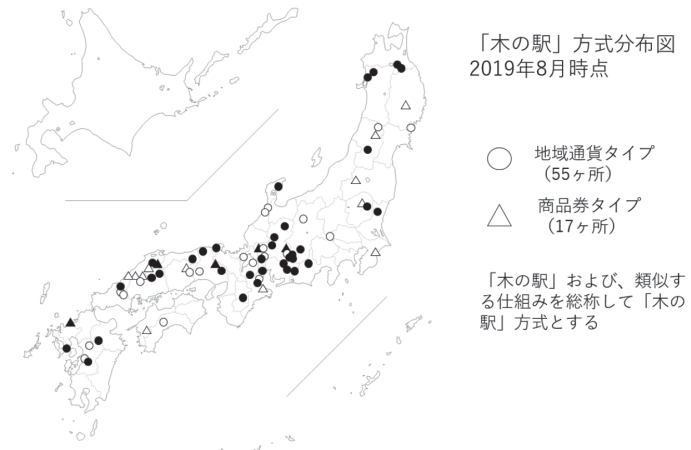 「木の駅」方式分布図
2019年8月時点
地域通貨タイプ
（55ヶ所）
商品券タイプ
（17ヶ所）
「木の駅」および、類似す
る仕組みを総称して「木の
駅」方式とする